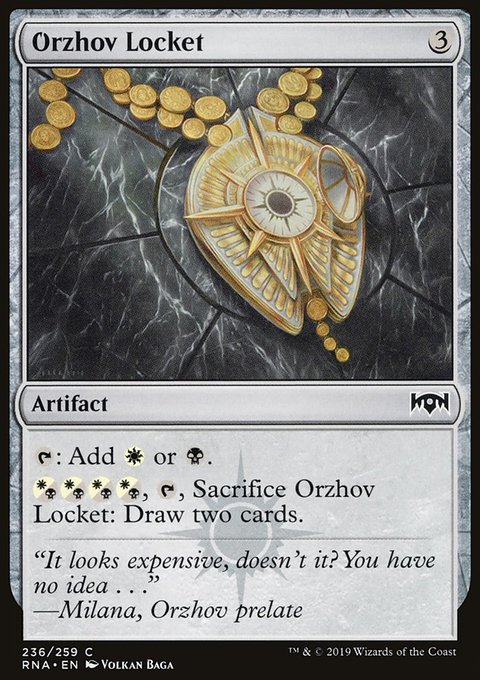 Orzhov Locket 3
Artifact
: Add or .
, , Sacrifice Orzhov
Locket: Draw two cards.
“It looks expensive, doesn’t it? You have
no idea . . .”
—Milana, Orzhov prelate
236/259 C
RNA • EN Volkan Baga
™ & © 2019 Wizards of the Coast